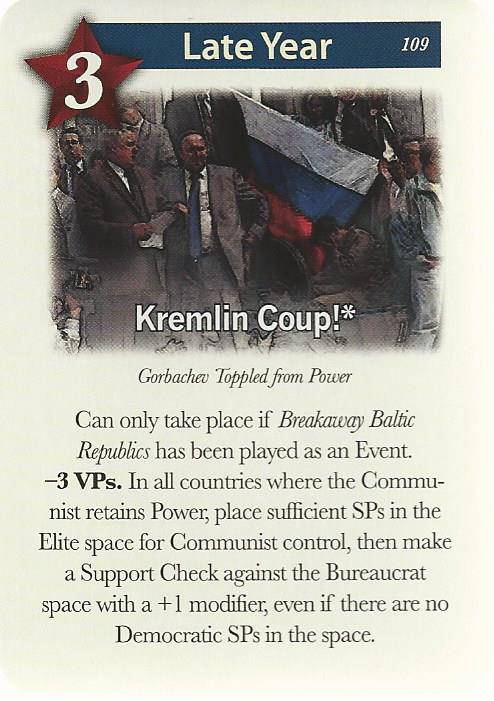 3
Late Year
109
Kremlin Coup!*
Gorbachev Toppled from Power
Can only take place if Breakaway Baltic
Republics has been played as an Event.
–3 VPs. In all countries where the Commu-
nist retains Power, place sufficient SPs in the
Elite space for Communist control, then make
a Support Check against the Bureaucrat
space with a +1 modifier, even if there are no
Democratic SPs in the space.